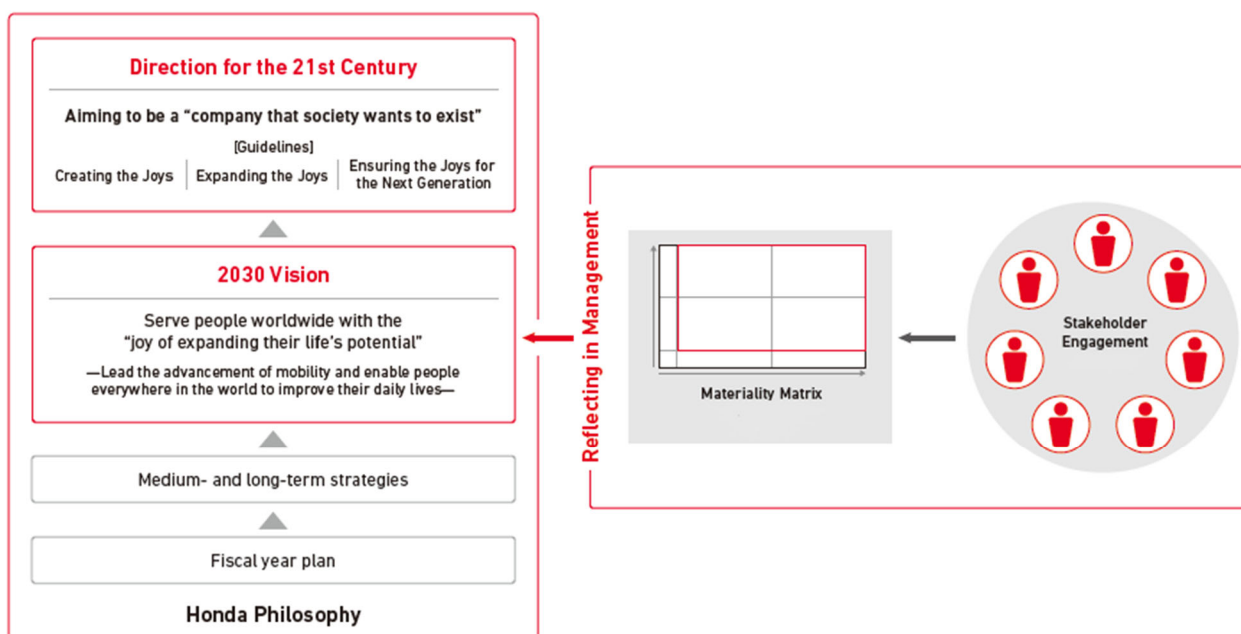 Direction for the 21st Century
Aiming to be a “company that society wants to exist”
[Guidelines]
Creating the Joys
Expanding the Joys
Ensuring the Joys for
the Next Generation
2030 Vision
Serve people worldwide with the
“joy of expanding their life's potential”
—Lead the advancement of mobility and enable people
everywhere in the world to improve their daily lives—
Medium- and long-term strategies
Fiscal year plan
Honda Philosophy
Reflecting in Management
Materiality Matrix
Stakeholder
Engagement